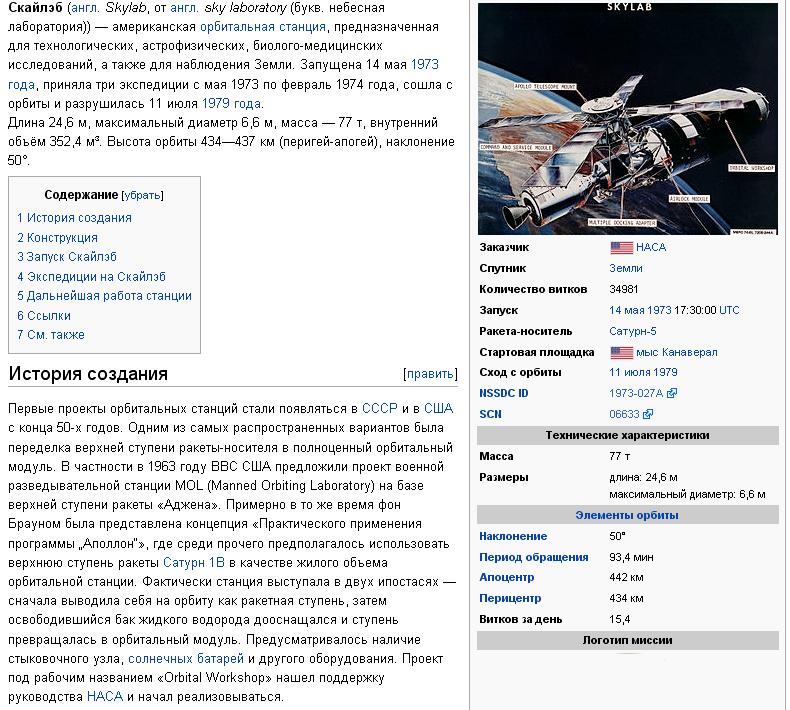 Скайлэб (англ. Skylab, от англ. sky laboratory (букв. небесная
лаборатория)) — американская орбитальная станция, предназначенная
для технологических, астрофизических, биолого-медицинских
исследований, а также для наблюдения Земли. Запущена 14 мая 1973
года, приняла три экспедиции с мая 1973 по февраль 1974 года, сошла с
орбиты и разрушилась 11 июля 1979 года.
Длина 24,6 м, максимальный диаметр 6,6 м, масса — 77 т, внутренний
объём 352,4 м³. Высота орбиты 434—437 км (перигей-апогей), наклонение
50°.
Содержание [убрать]
1 История создания
2 Конструкция
3 Запуск Скайлэб
4 Экспедиции на Скайлэб
5 Дальнейшая работа станции
6 Ссылки
7 См. также
История создания [править]
Первые проекты орбитальных станций стали появляться в СССР и в США
с конца 50-х годов. Одним из самых распространенных вариантов была
переделка верхней ступени ракеты-носителя в полноценный орбитальный
модуль. В частности в 1963 году ВВС США предложили проект военной
разведывательной станции MOL (Manned Orbiting Laboratory) на базе
верхней ступени ракеты «Аджена». Примерно в то же время фон
Брауном была представлена концепция «Практического применения
программы „Аполлон“», где среди прочего предполагалось использовать
верхнюю ступень ракеты Сатурн 1В в качестве жилого объема
орбитальной станции. Фактически станция выступала в двух ипостасях —
сначала выводила себя на орбиту как ракетная ступень, затем
освободившийся бак жидкого водорода дооснащался и ступень
превращалась в орбитальный модуль. Предусматривалось наличие
стыковочного узла, солнечных батарей и другого оборудования. Проект
под рабочим названием «Orbital Workshop» нашел поддержку
руководства НАСА и начал реализовываться.
SKYLAB
APOLLO TELESCOPE MOUNT
COMMAND AND SERVICE MODULE
ORBITAL WORKSHOP
AIRLOCK MODULE
MULTIPLE DOCKING ADAPTER
Заказчик НАСА
Спутник Земли
Количество витков 34981
Запуск 14 мая 1973 17:30:00 UTC
Ракета-носитель Сатурн-5
Стартовая площадка мыс Канаверал
Сход с орбиты 11 июля 1979
NSSDC ID 1973-027A
SCN 06633
Технические характеристики
Масса 77 т
Размеры длина: 24,6 м
максимальный диаметр: 6,6 м
Элементы орбиты
Наклонение 50°
Период обращения 93,4 мин
Апоцентр 442 км
Перицентр 434 км
Витков за день 15,4
Логотип миссии